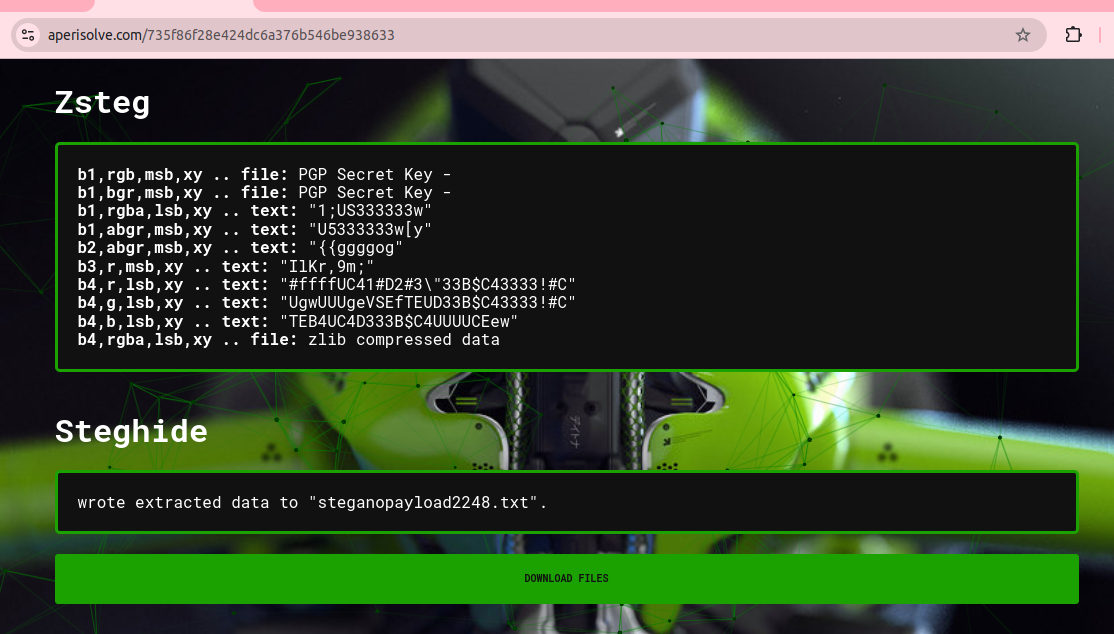 aperisolve.com/735f86f28e424dc6a376b546be938633
Zsteg
b1,rgb,msb,xy .. file: PGP Secret Key -
b1,bgr,msb,xy .. file: PGP Secret Key -
b1,rgba,lsb,xy .. text: "1;US333333w"
b1,abgr,msb,xy .. text: "U5333333w[y"
b2,abgr,msb,xy .. text: "{{ggggog"
b3,r,msb,xy .. text: "IlKr,9m;"
b4,r,lsb,xy .. text: "#ffffUC41#D2#3\"33B$C43333!#C"
b4,g,lsb,xy .. text: "UgwUUUgeVSEfTEUD33B$C43333!#C"
b4,b,lsb,xy .. text: "TEB4UC4D333B$C4UUUUCEew"
b4,rgba,lsb,xy .. file: zlib compressed data
Steghide
wrote extracted data to "steganopayload2248.txt".
DOWNLOAD FILES